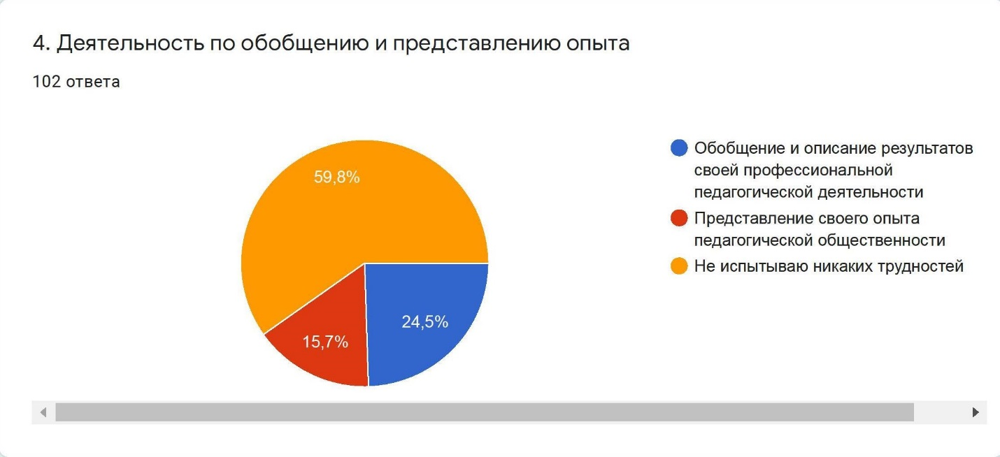 4. Деятельность по обобщению и представлению опыта
102 ответа
59,8%
24,5%
15,7%
Обобщение и описание результатов
своей профессиональной
педагогической деятельности
Представление своего опыта
педагогической общественности
Не испытываю никаких трудностей